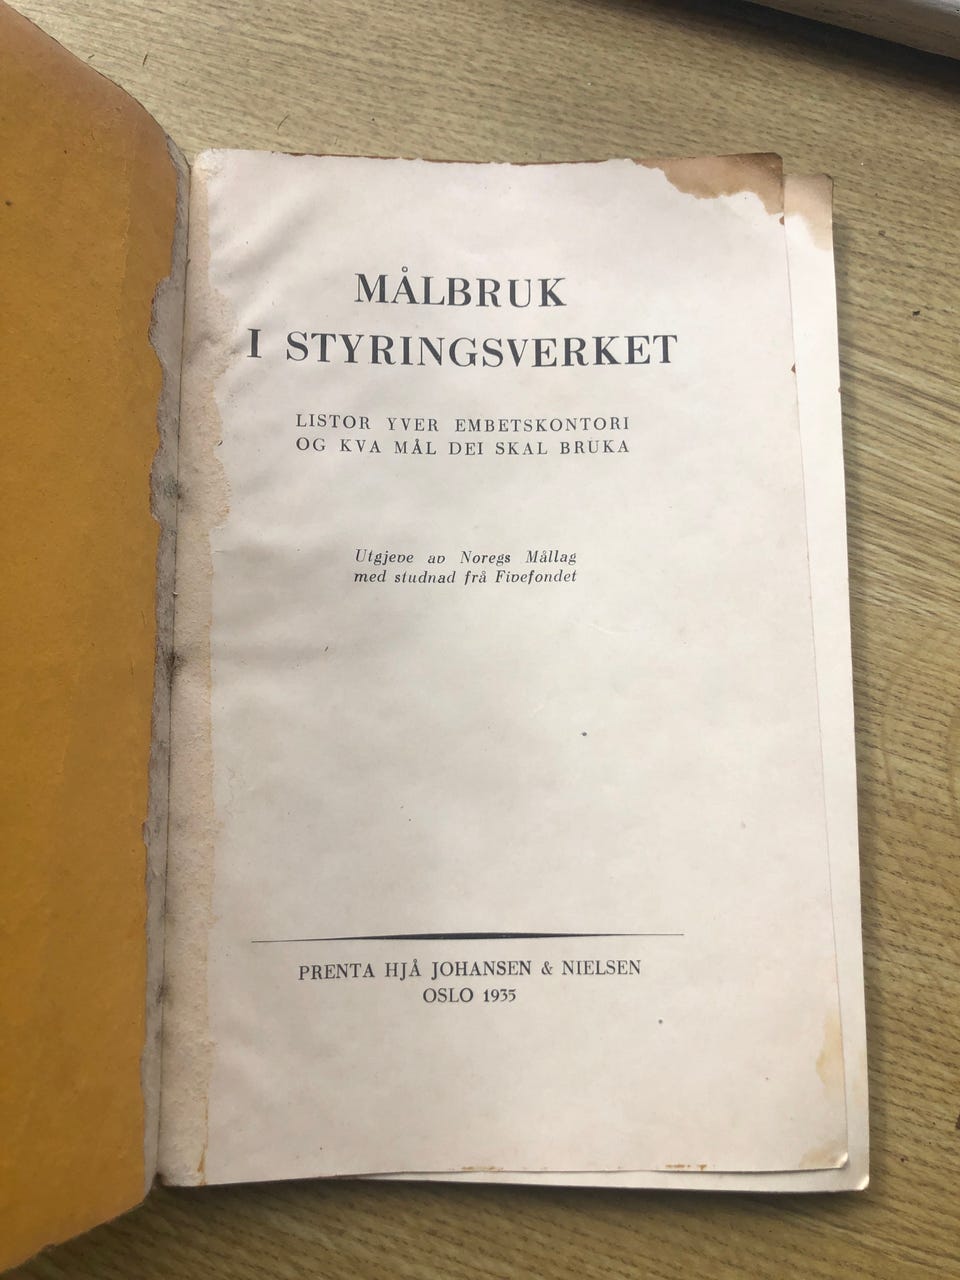 MÅLBRUK
I STYRINGSVERKET
LISTOR YVER EMBETSKONTORI
OG KVA MÅL DEI SKAL BRUKA
Utgjeve av Noregs Mållag
med studnad frå Fivefondet
PRENTA HJÅ JOHANSEN & NIELSEN
OSLO 1935